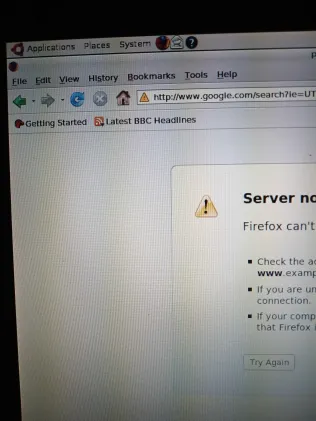 Applications Places System
P
File Edit View History Bookmarks Tools Help
http://www.google.com/search?ie=UT
Getting Started Latest BBC Headlines
Server no
Firefox can't
Check the ad
www.examp
If you are un
connection.
If your comp
that Firefox i
Try Again